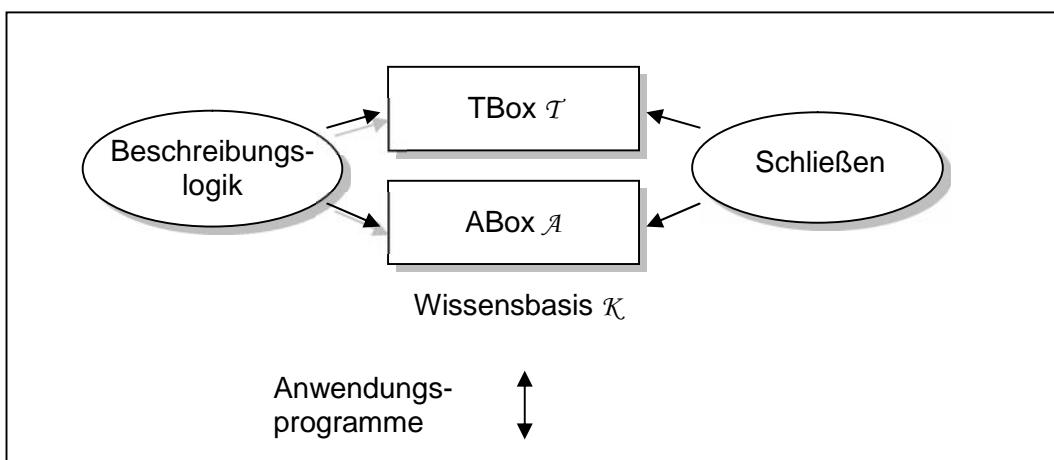 TBox 𝒯
Beschreibungs-
logik
Schließen
ABox 𝒜
Wissensbasis 𝒦
Anwendungs-
programme